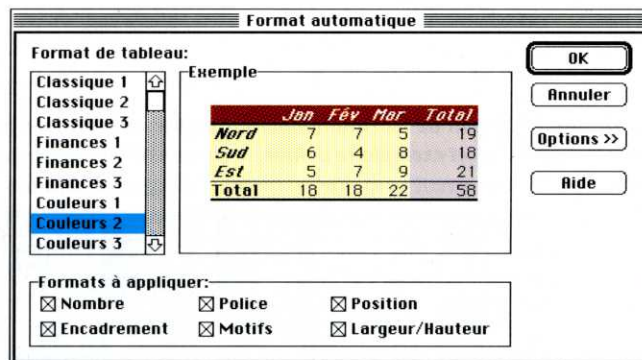 Format automatique
Format de tableau:
Classique 1
Classique 2
Classique 3
Finances 1
Finances 2
Finances 3
Couleurs 1
Couleurs 2
Couleurs 3
Exemple
Jan Fév Mar Total
Nord 7 7 5 19
Sud 6 4 8 18
Est 5 7 9 21
Total 18 18 22 58
OK
Annuler
Options >>
Aide
Formats à appliquer:
Nombre Police Position
Encadrement Motifs Largeur/Hauteur